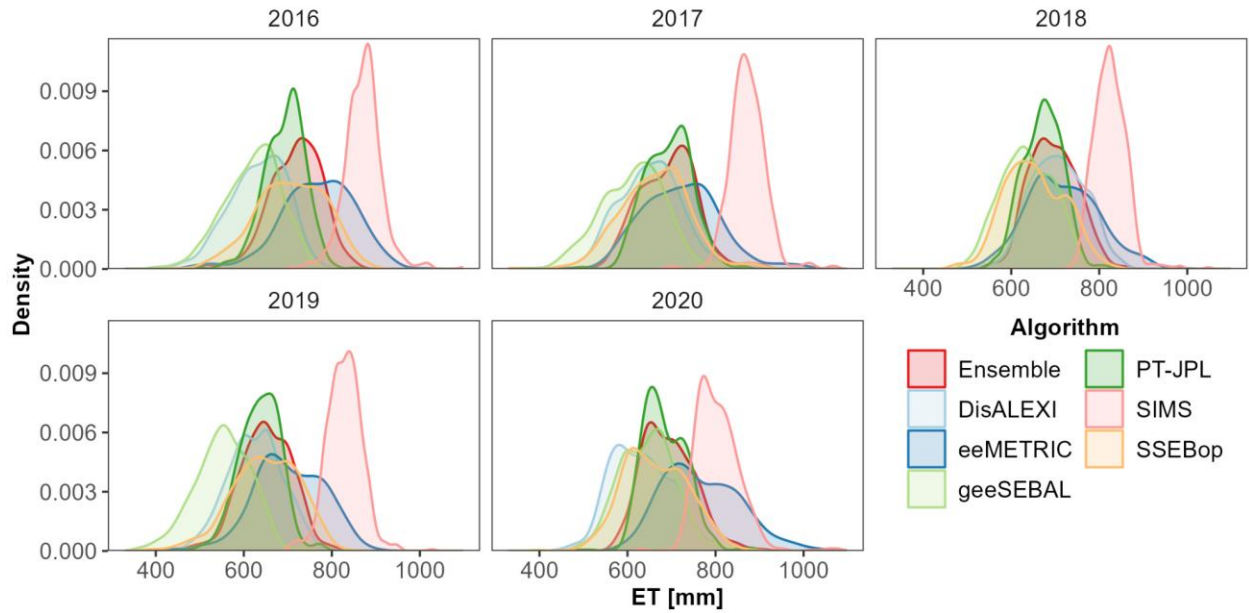 2016 2017 2018
0.009
0.006
0.003
0.000
400 600 800 1000
Density
2019 2020
Algorithm
Ensemble PT-JPL
DisALEXI SIMS
eeMETRIC SSEBop
geeSEBAL
0.009
0.006
0.003
0.000
400 600 800 1000 400 600 800 1000
ET [mm]